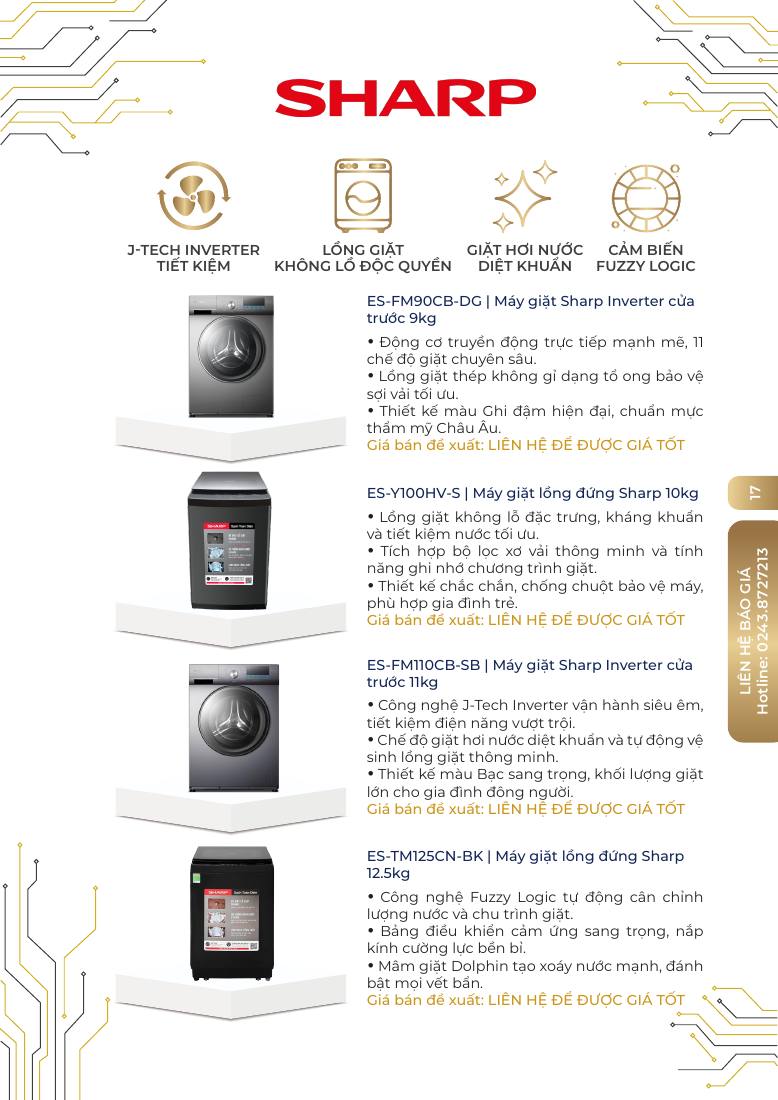 SHARP
J-TECH INVERTER
TIẾT KIỆM
LỒNG GIẶT
KHÔNG LỖ ĐỘC QUYỀN
GIẶT HƠI NƯỚC
DIỆT KHUẨN
CẢM BIẾN
FUZZY LOGIC
ES-FM90CB-DG | Máy giặt Sharp Inverter cửa
trước 9kg
• Động cơ truyền động trực tiếp mạnh mẽ, 11
chế độ giặt chuyên sâu.
• Lồng giặt thép không gỉ dạng tổ ong bảo vệ
sợi vải tối ưu.
• Thiết kế màu Ghi đậm hiện đại, chuẩn mực
thẩm mỹ Châu Âu.
Giá bán đề xuất: LIÊN HỆ ĐỂ ĐƯỢC GIÁ TỐT
SHARP
ES-Y100HV-S | Máy giặt lồng đứng Sharp 10kg
• Lồng giặt không lỗ đặc trưng, kháng khuẩn
và tiết kiệm nước tối ưu.
• Tích hợp bộ lọc xơ vải thông minh và tính
năng ghi nhớ chương trình giặt.
• Thiết kế chắc chắn, chống chuột bảo vệ máy,
phù hợp gia đình trẻ.
Giá bán đề xuất: LIÊN HỆ ĐỂ ĐƯỢC GIÁ TỐT
17
LIÊN HỆ BÁO GIÁ
Hotline: 0243.8727213
ES-FM110CB-SB | Máy giặt Sharp Inverter cửa
trước 11kg
• Công nghệ J-Tech Inverter vận hành siêu êm,
tiết kiệm điện năng vượt trội.
• Chế độ giặt hơi nước diệt khuẩn và tự động vệ
sinh lồng giặt thông minh.
• Thiết kế màu Bạc sang trọng, khối lượng giặt
lớn cho gia đình đông người.
Giá bán đề xuất: LIÊN HỆ ĐỂ ĐƯỢC GIÁ TỐT
SHARP
ES-TM125CN-BK | Máy giặt lồng đứng Sharp
12.5kg
• Công nghệ Fuzzy Logic tự động cân chỉnh
lượng nước và chu trình giặt.
• Bảng điều khiển cảm ứng sang trọng, nắp
kính cường lực bền bỉ.
• Mâm giặt Dolphin tạo xoáy nước mạnh, đánh
bật mọi vết bẩn.
Giá bán đề xuất: LIÊN HỆ ĐỂ ĐƯỢC GIÁ TỐT